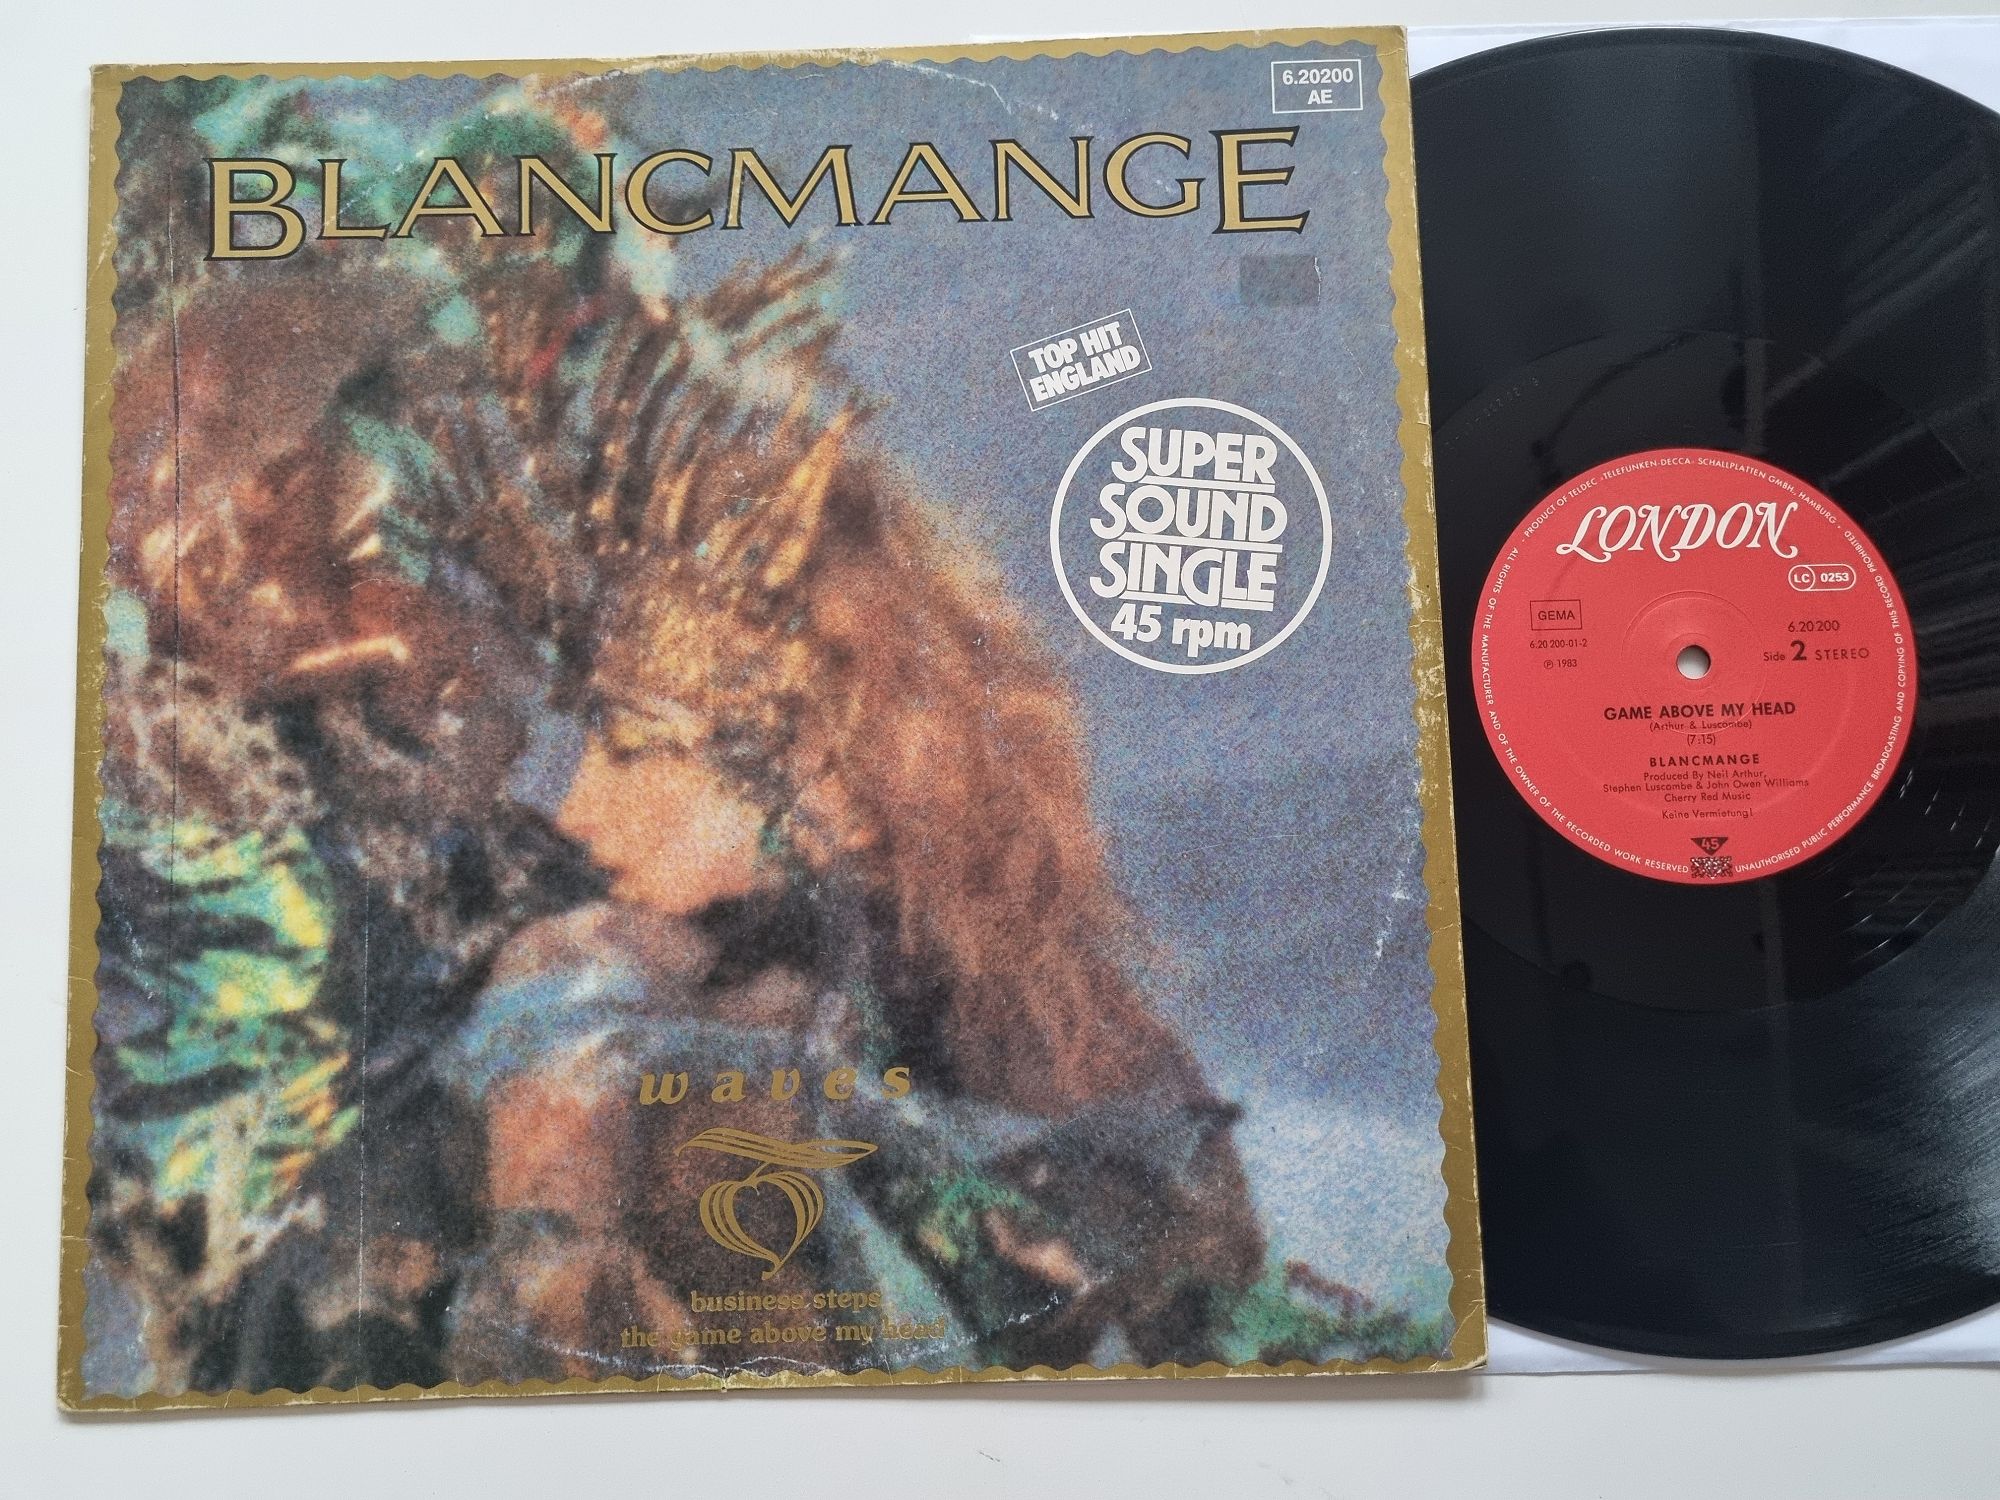 6.20200
AE
BLANCMANGE
TOP HIT
ENGLAND
SUPER
SOUND
SINGLE
45 rpm
waves
business steps
the game above my head
· PRODUCT OF TELDEC »TELEFUNKEN-DECCA« SCHALLPLATTEN GMBH., HAMBURG ·
ALL RIGHTS OF THE MANUFACTURER AND OF THE OWNER OF THE RECORDED WORK RESERVED
UNAUTHORISED PUBLIC PERFORMANCE BROADCASTING AND COPYING OF THIS RECORD PROHIBITED
LONDON
LC 0253
GEMA
6.20 200-01-2
℗ 1983
6.20200
Side 2 STEREO
GAME ABOVE MY HEAD
(Arthur & Luscombe)
(7:15)
BLANCMANGE
Produced By Neil Arthur,
Stephen Luscombe & John Owen Williams
Cherry Red Music
Keine Vermietung!
45